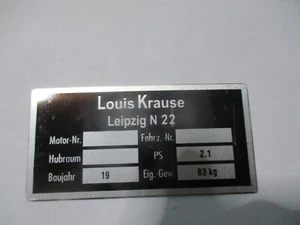 Louis Krause
Leipzig N 22
Motor-Nr. Fahrz. Nr.
Hubraum PS 2.1
Baujahr 19 Eig.-Gew. 93 kg